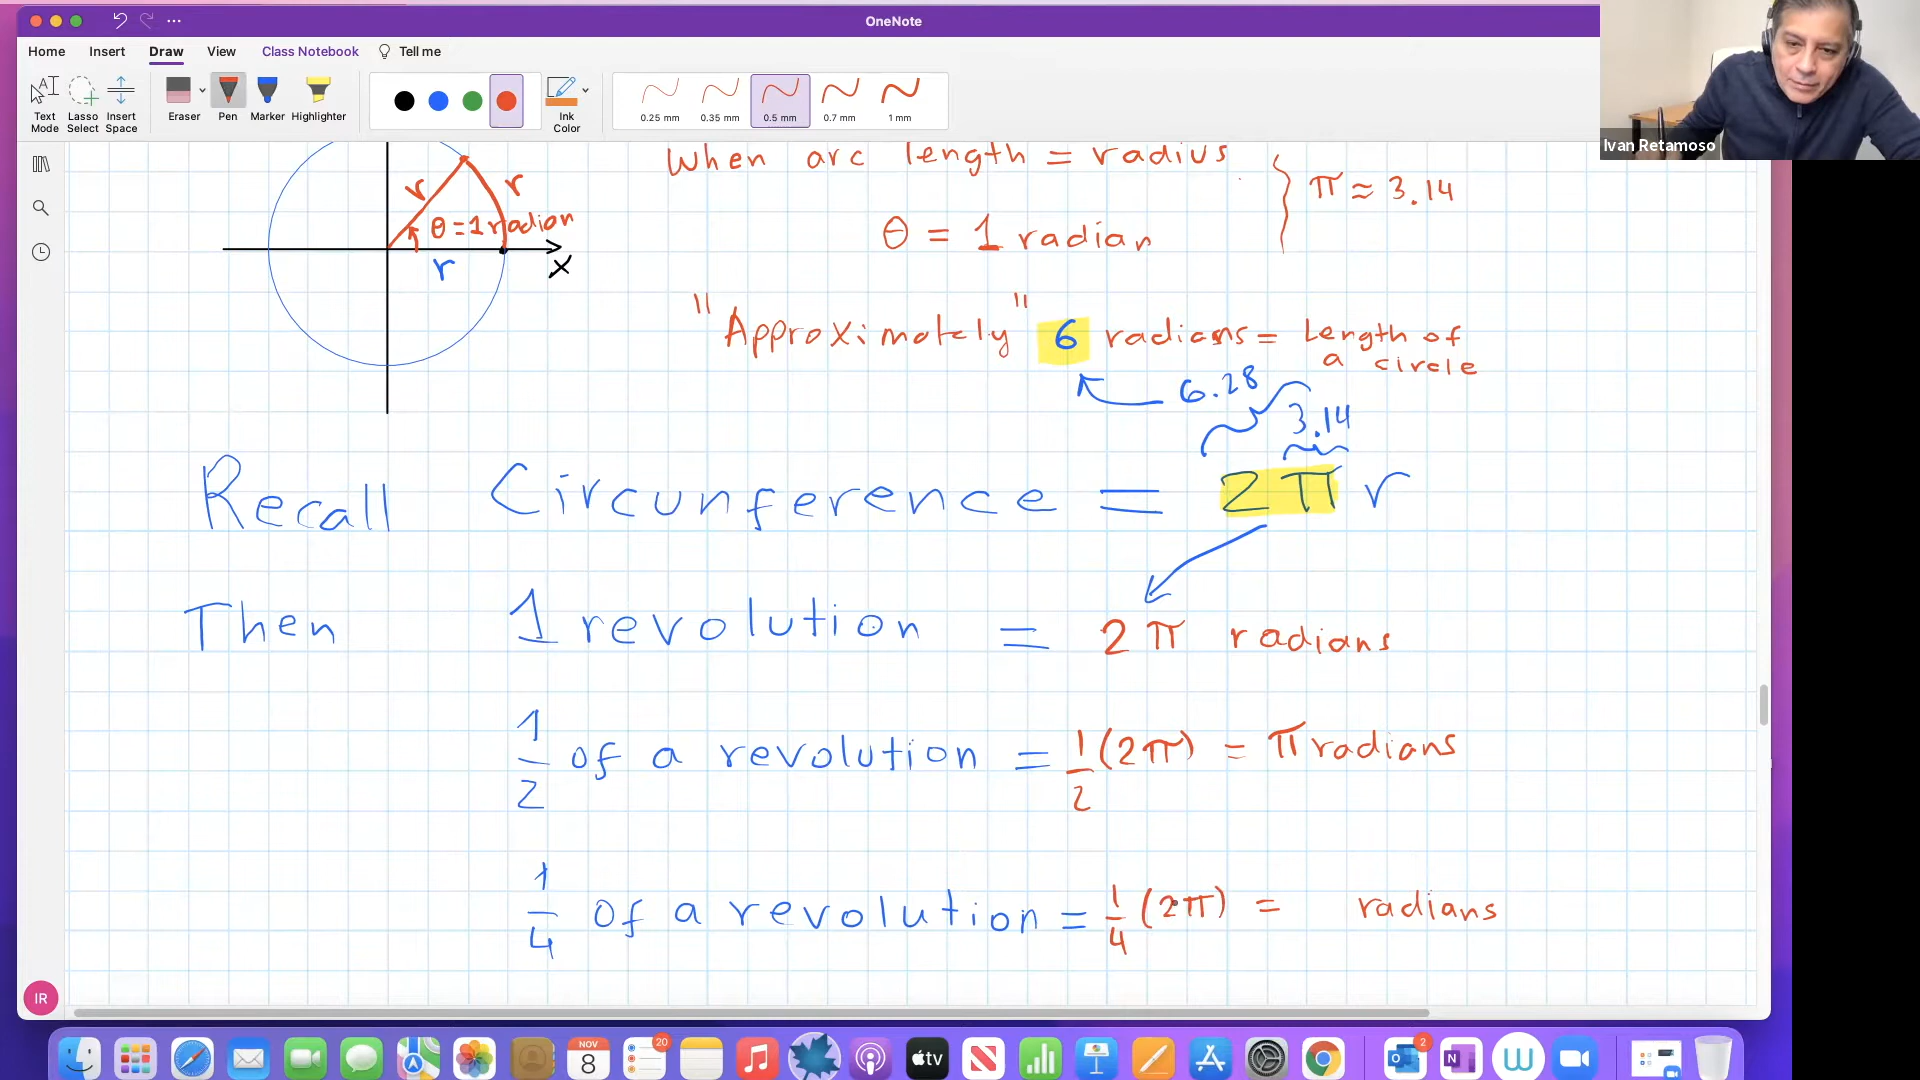 OneNote
Home Insert Draw View Class Notebook Tell me
Text Mode
Lasso Select
Insert Space
Eraser
Pen
Marker
Highlighter
Ink Color
0.25 mm
0.35 mm
0.5 mm
0.7 mm
1 mm
Ivan Retamoso
When arc length = radius
π ≈ 3.14
r r
θ = 1 radian
r
x
θ = 1 radian
"Approximately" 6 radians = Length of a circle
6.28
3.14
Recall Circunference = 2π r
Then 1 revolution = 2π radians
1/2 of a revolution = 1/2 (2π) = π radians
1/4 of a revolution = 1/4 (2π) = radians
IR
NOV
8
20
tv
2
N
W